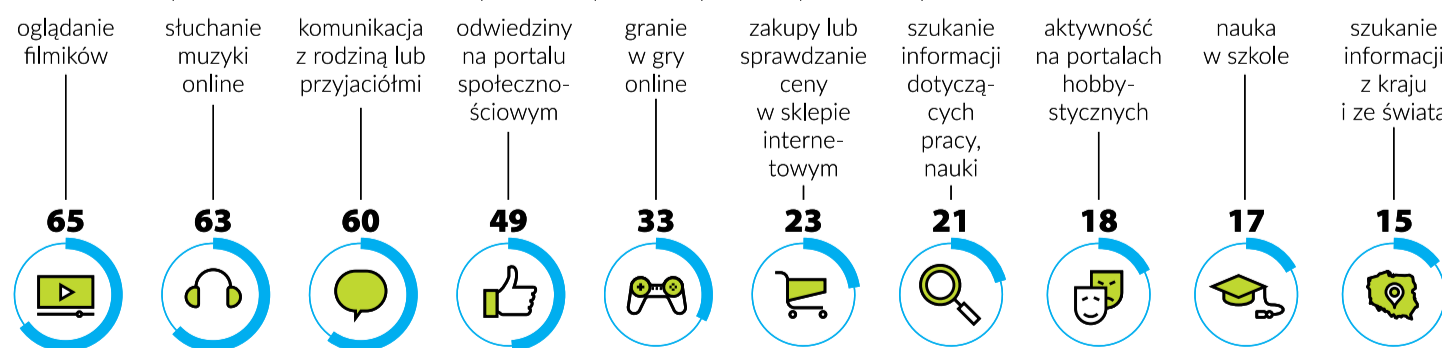 oglądanie
filmików
65
słuchanie
muzyki
online
63
komunikacja
z rodziną lub
przyjaciółmi
60
odwiedziny
na portalu
społeczno-
ściowym
49
granie
w gry
online
33
zakupy lub
sprawdzanie
ceny
w sklepie
interne-
towym
23
szukanie
informacji
dotyczą-
cych
pracy,
nauki
21
aktywność
na portalach
hobby-
stycznych
18
nauka
w szkole
17
szukanie
informacji
z kraju
i ze świata
15